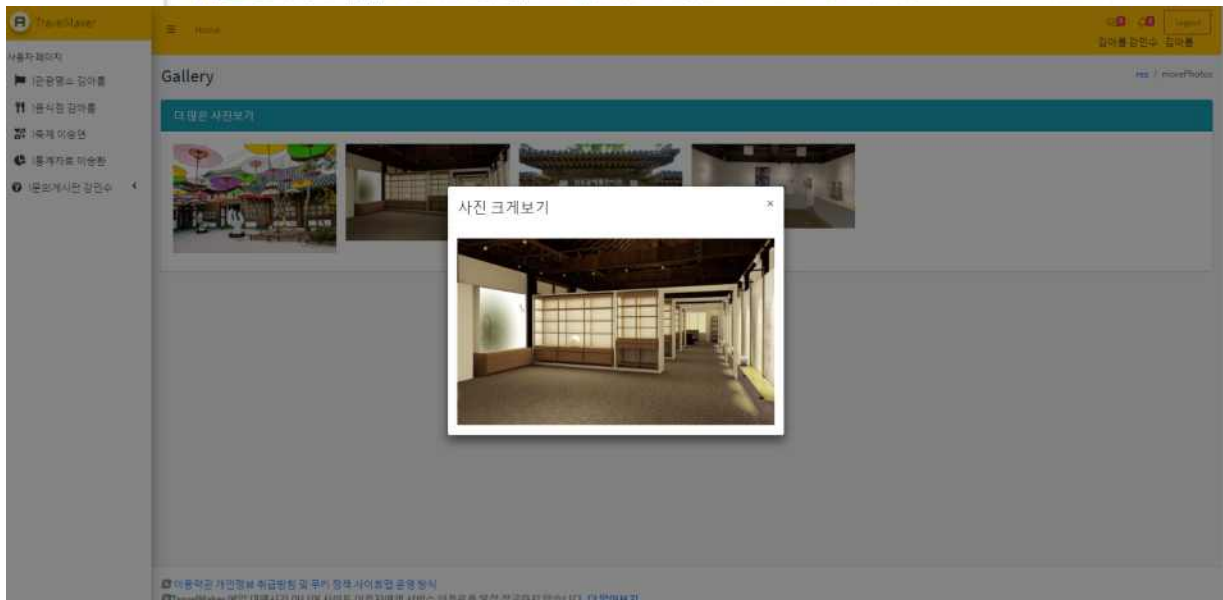 TravelMaker
Home
Logout
김아름 강민수 김아름
사용자 페이지
관광명소 김아름
음식점 김아름
축제 이승연
통계자료 이승환
문의게시판 강민수
Gallery
res / morePhotos
더 많은 사진보기
사진 크게보기
×
이용약관 개인정보 취급방침 및 쿠키 정책 사이트맵 운영 방식
TravelMaker
더 알아보기